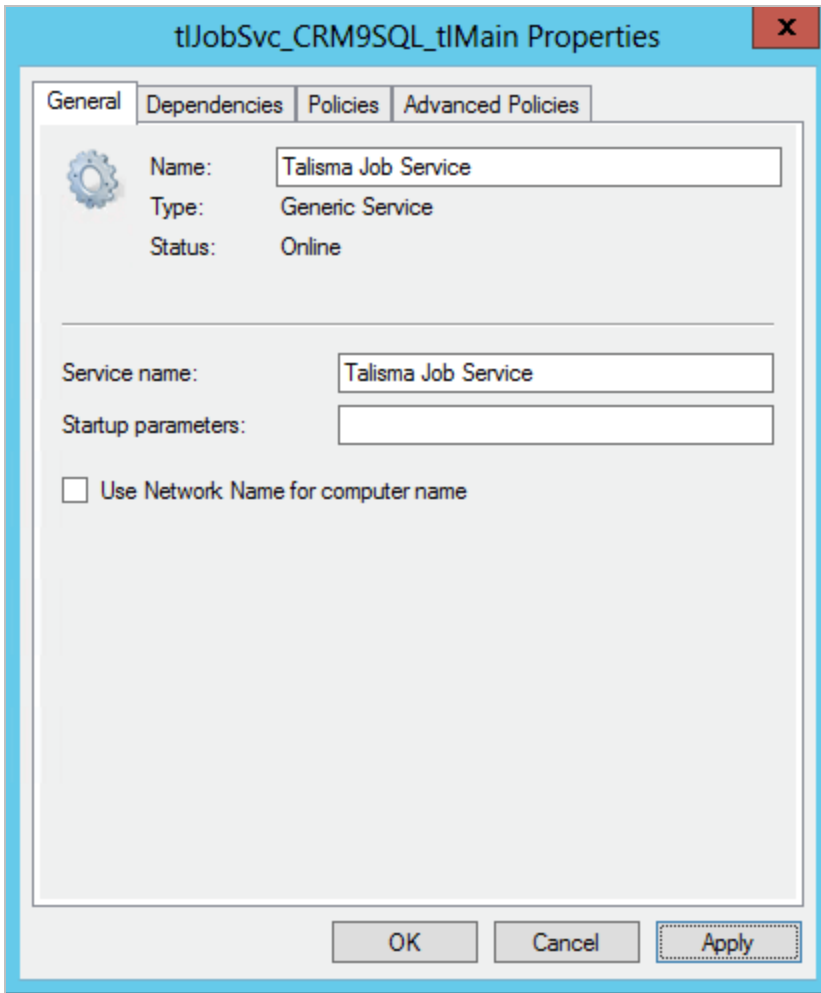 tlJobSvc_CRM9SQL_tlMain Properties
x
General Dependencies Policies Advanced Policies
Name: Talisma Job Service
Type: Generic Service
Status: Online
Service name: Talisma Job Service
Startup parameters:
Use Network Name for computer name
OK Cancel Apply